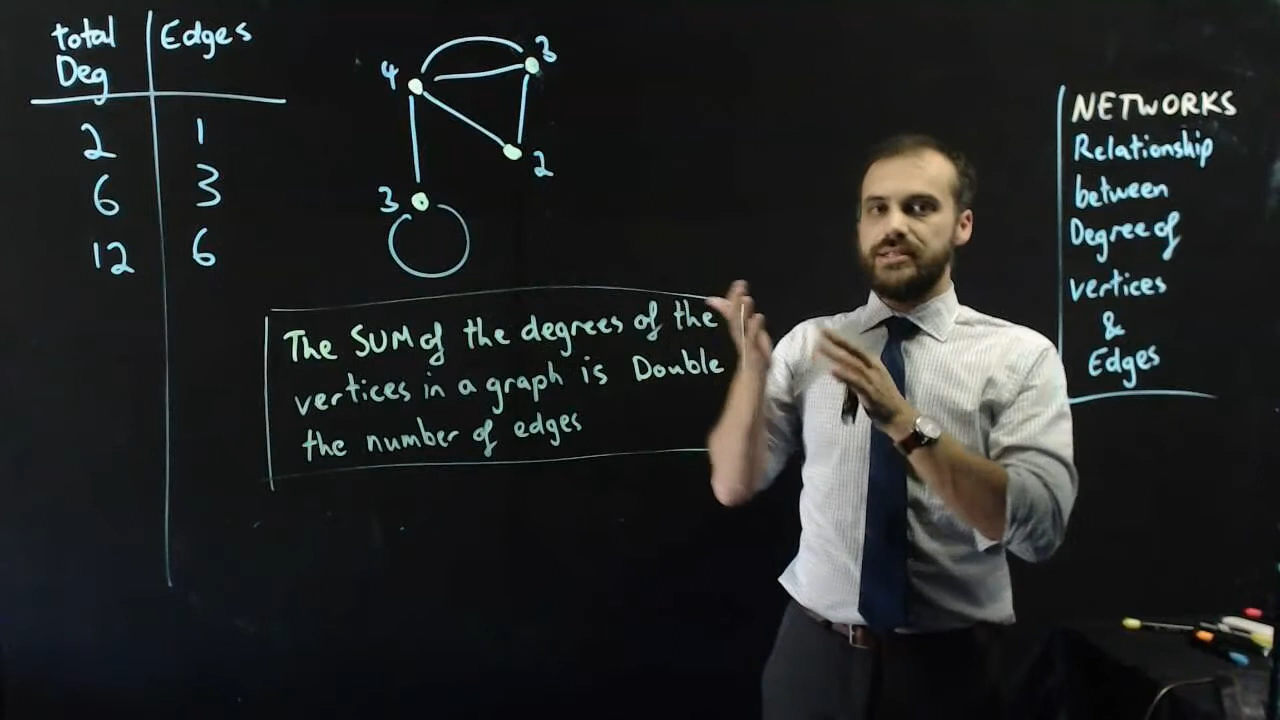 total Deg Edges
2 1
6 3
12 6
4
3
2
3
The SUM of the degrees of the
vertices in a graph is Double
the number of edges
NETWORKS
Relationship
between
Degree of
vertices
&
Edges